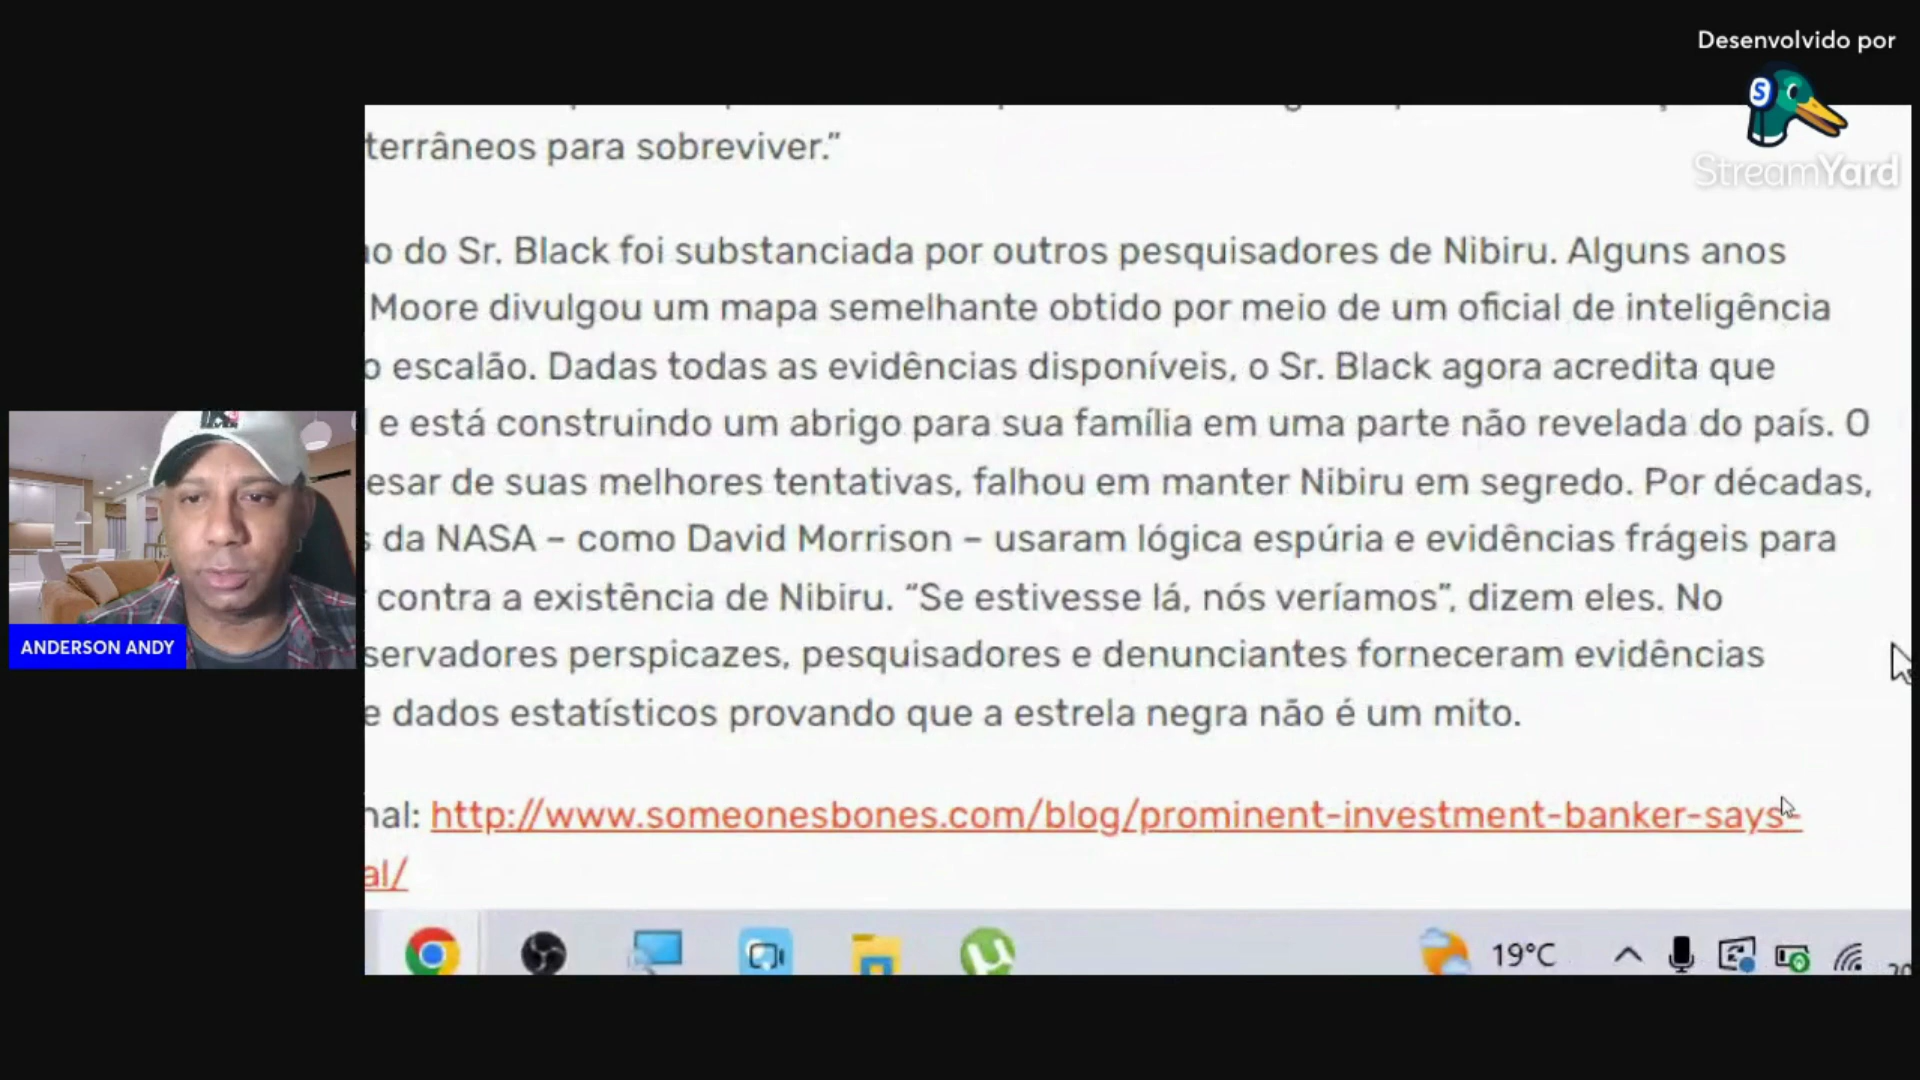 Desenvolvido por
StreamYard
terrâneos para sobreviver.”
o do Sr. Black foi substanciada por outros pesquisadores de Nibiru. Alguns anos
Moore divulgou um mapa semelhante obtido por meio de um oficial de inteligência
o escalão. Dadas todas as evidências disponíveis, o Sr. Black agora acredita que
e está construindo um abrigo para sua família em uma parte não revelada do país. O
esar de suas melhores tentativas, falhou em manter Nibiru em segredo. Por décadas,
s da NASA – como David Morrison – usaram lógica espúria e evidências frágeis para
contra a existência de Nibiru. “Se estivesse lá, nós veríamos”, dizem eles. No
servadores perspicazes, pesquisadores e denunciantes forneceram evidências
e dados estatísticos provando que a estrela negra não é um mito.
nal: http://www.someonesbones.com/blog/prominent-investment-banker-says-
al/
ANDERSON ANDY
19°C